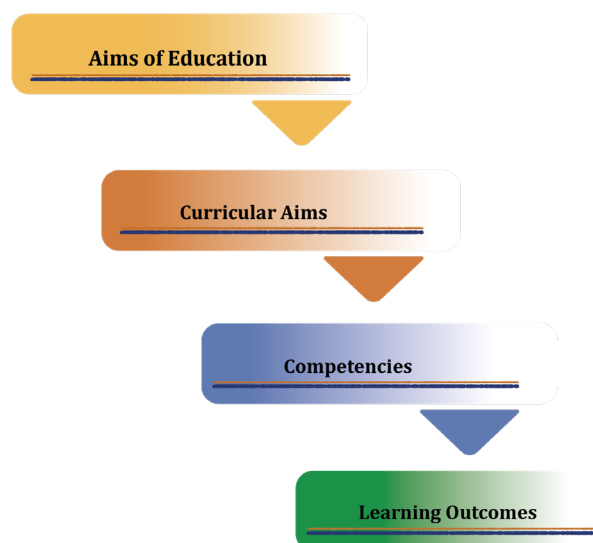 Aims of Education
Curricular Aims
Competencies
Learning Outcomes